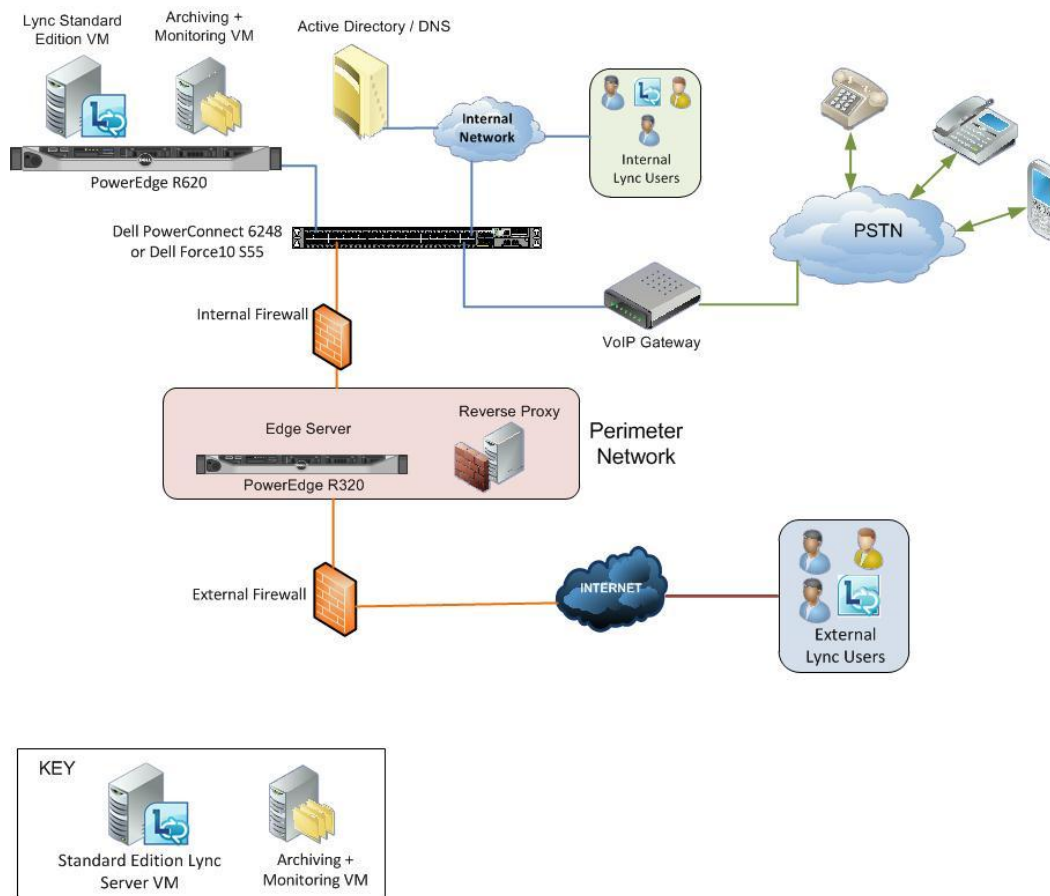 Lync Standard
Edition VM
Archiving +
Monitoring VM
Active Directory / DNS
Internal
Network
Internal
Lync Users
PowerEdge R620
Dell PowerConnect 6248
or Dell Force10 S55
PSTN
Internal Firewall
VoIP Gateway
Edge Server
Reverse Proxy
PowerEdge R320
Perimeter
Network
External Firewall
INTERNET
External
Lync Users
KEY
Standard Edition Lync
Server VM
Archiving +
Monitoring VM